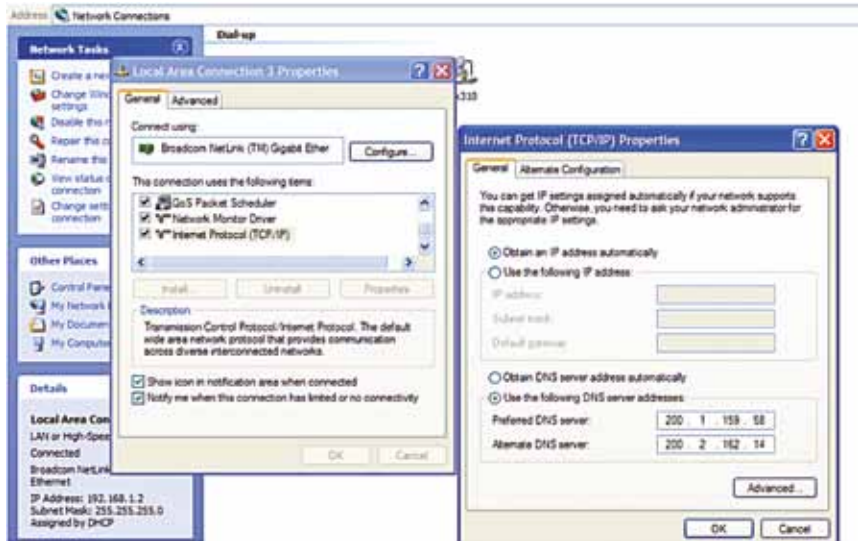 Address Network Connections
Network Tasks
Create a new
Change Wind
settings
Disable this n
Repair this co
Rename this
View status o
connection
Change sett
connection
Other Places
Control Pane
My Network
My Documen
My Compute
Details
Local Area Con
LAN or High-Spee
Connected
Broadcom NetLink
Ethernet
IP Address: 192.168.1.2
Subnet Mask: 255.255.255.0
Assigned by DHCP
Dial-up
Local Area Connection 3 Properties
General Advanced
Connect using:
Broadcom NetLink (TM) Gigabit Ether Configure...
This connection uses the following items:
QoS Packet Scheduler
Network Monitor Driver
Internet Protocol (TCP/IP)
Install... Uninstall Properties
Description
Transmission Control Protocol/Internet Protocol. The default
wide area network protocol that provides communication
across diverse interconnected networks.
Show icon in notification area when connected
Notify me when this connection has limited or no connectivity
OK Cancel
Internet Protocol (TCP/IP) Properties
General Alternate Configuration
You can get IP settings assigned automatically if your network supports
this capability. Otherwise, you need to ask your network administrator for
the appropriate IP settings.
Obtain an IP address automatically
Use the following IP address:
IP address:
Subnet mask:
Default gateway:
Obtain DNS server address automatically
Use the following DNS server addresses:
Preferred DNS server: 200 . 1 . 159 . 58
Alternate DNS server: 200 . 2 . 162 . 14
Advanced...
OK Cancel